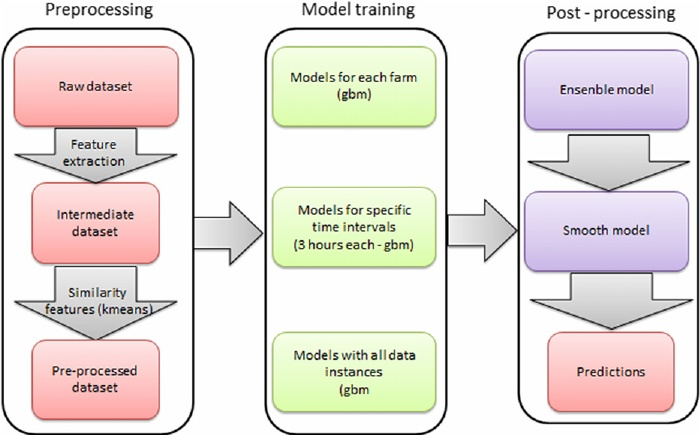 Preprocessing
Raw dataset
Feature
extraction
Intermediate
dataset
Similarity
features (kmeans)
Pre-processed
dataset
Model training
Models for each farm
(gbm)
Models for specific
time intervals
(3 hours each - gbm)
Models with all data
instances
(gbm
Post - processing
Ensenble model
Smooth model
Predictions